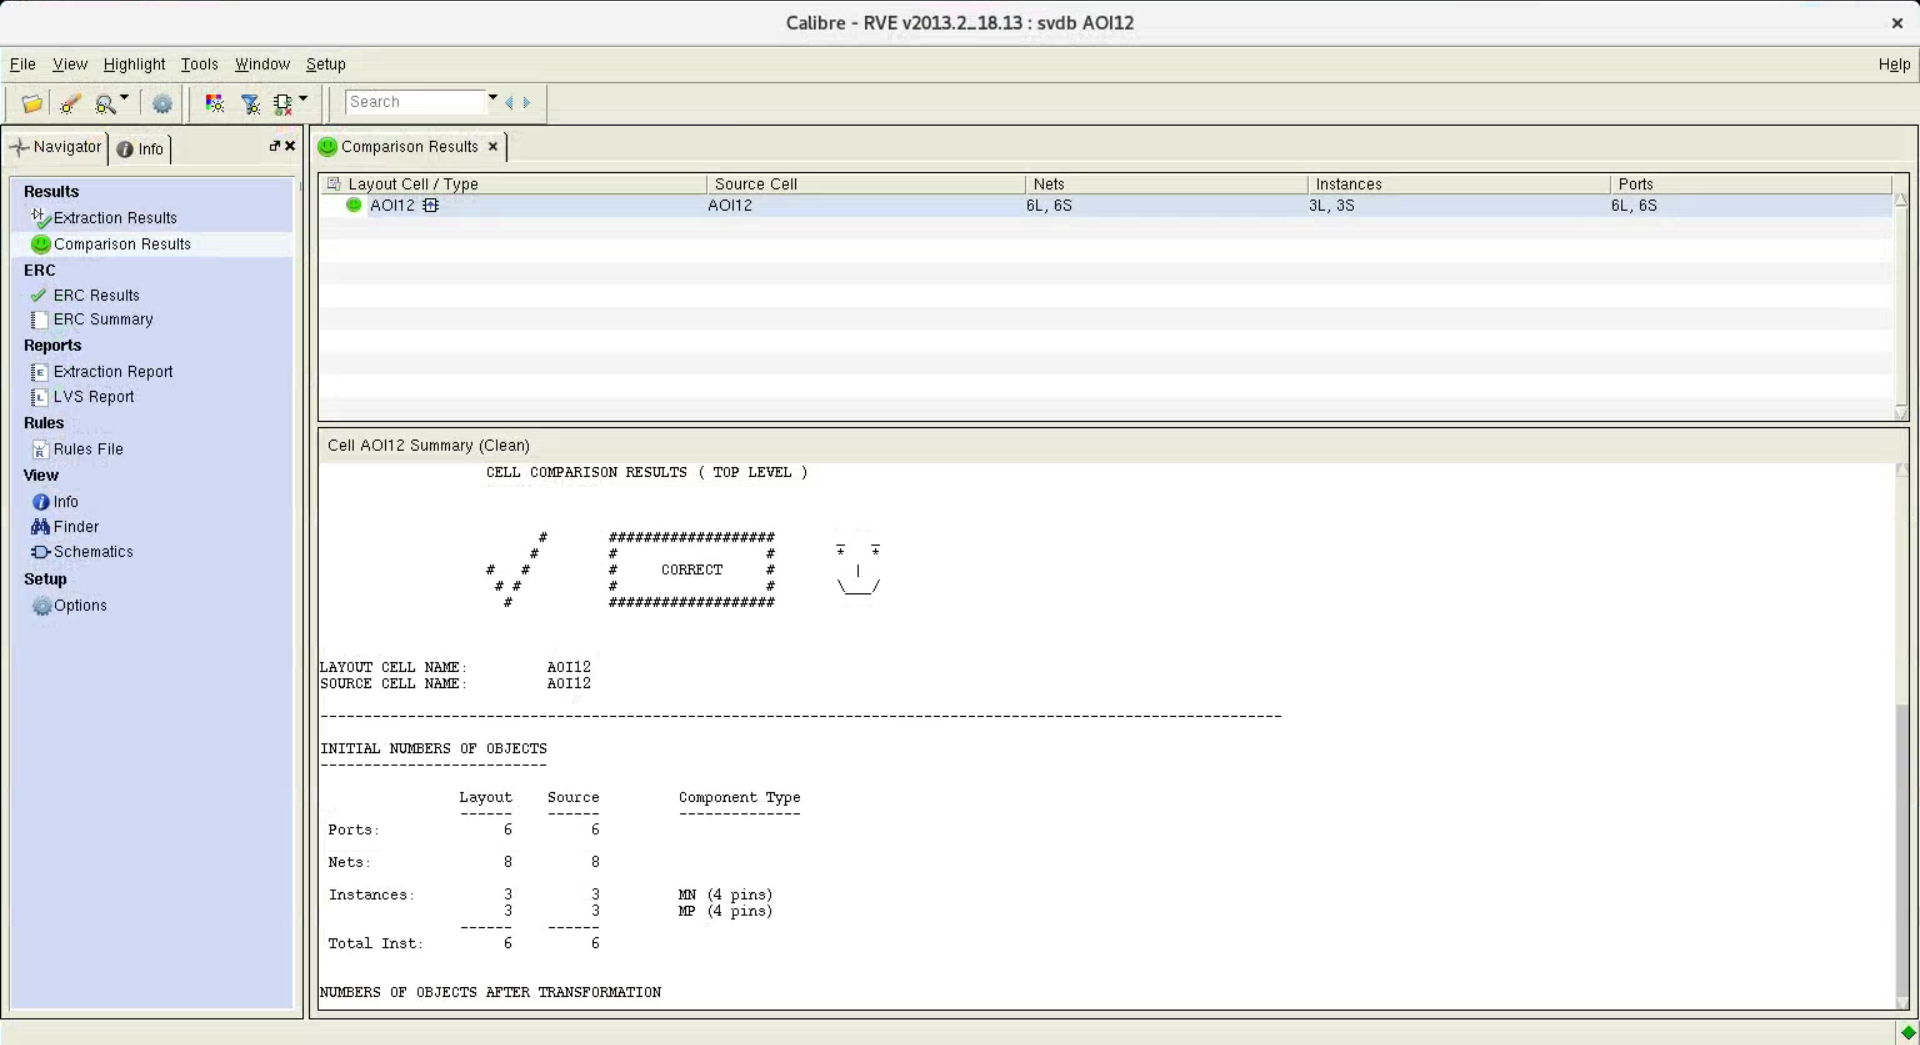 Calibre - RVE v2013.2_18.13 : svdb AOI12
File View Highlight Tools Window Setup Help
Search
Navigator Info
Comparison Results
Results
Extraction Results
Comparison Results
ERC
ERC Results
ERC Summary
Reports
Extraction Report
LVS Report
Rules
Rules File
View
Info
Finder
Schematics
Setup
Options
Layout Cell / Type Source Cell Nets Instances Ports
AOI12 AOI12 6L, 6S 3L, 3S 6L, 6S
Cell AOI12 Summary (Clean)
CELL COMPARISON RESULTS ( TOP LEVEL )
CORRECT
LAYOUT CELL NAME: AOI12
SOURCE CELL NAME: AOI12
INITIAL NUMBERS OF OBJECTS
Layout Source Component Type
Ports: 6 6
Nets: 8 8
Instances: 3 3 MN (4 pins)
3 3 MP (4 pins)
Total Inst: 6 6
NUMBERS OF OBJECTS AFTER TRANSFORMATION